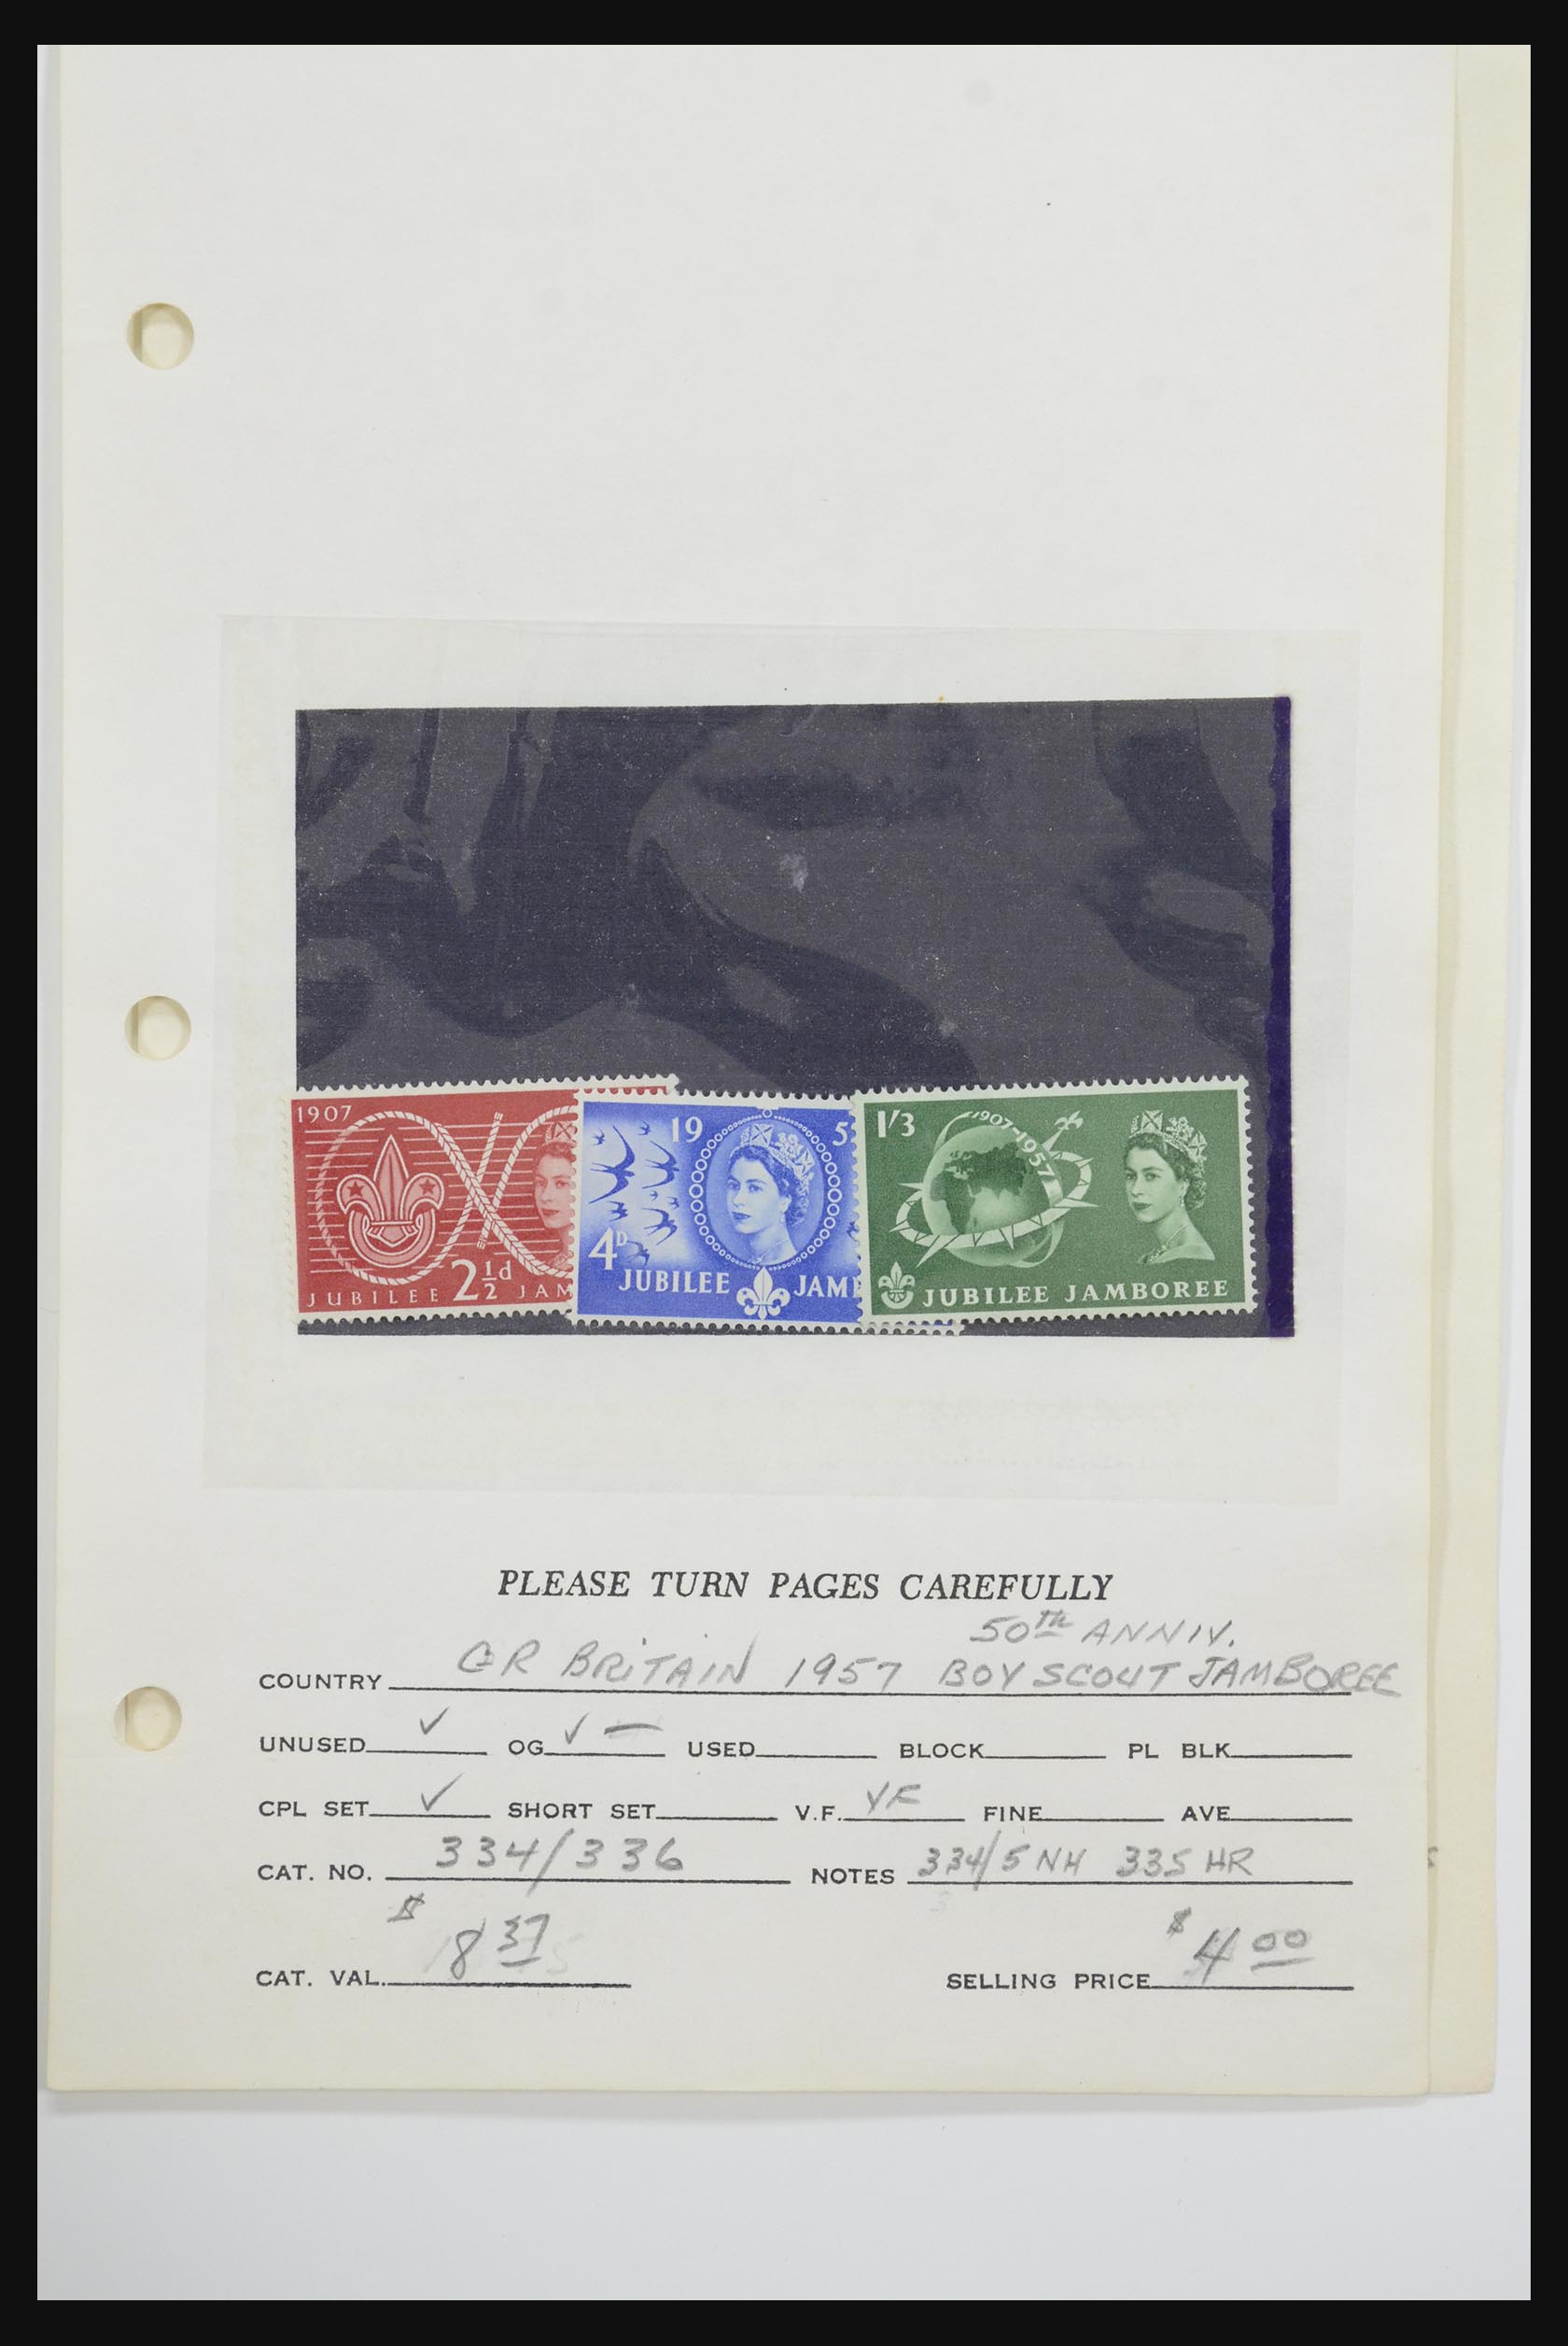 1907
JUBILEE 2½d JAM
19 5
4D
JUBILEE JAM
1/3 1907-1957
JUBILEE JAMBOREE
PLEASE TURN PAGES CAREFULLY
50th ANNIV.
COUNTRY GR BRITAIN 1957 BOY SCOUT JAMBOREE
UNUSED ✓ OG ✓ — USED BLOCK PL BLK
CPL SET ✓ SHORT SET V.F. VF FINE AVE
CAT. NO. 334/336 NOTES 334/5 NH 335 HR
CAT. VAL. $ 8 37 SELLING PRICE $ 4 00